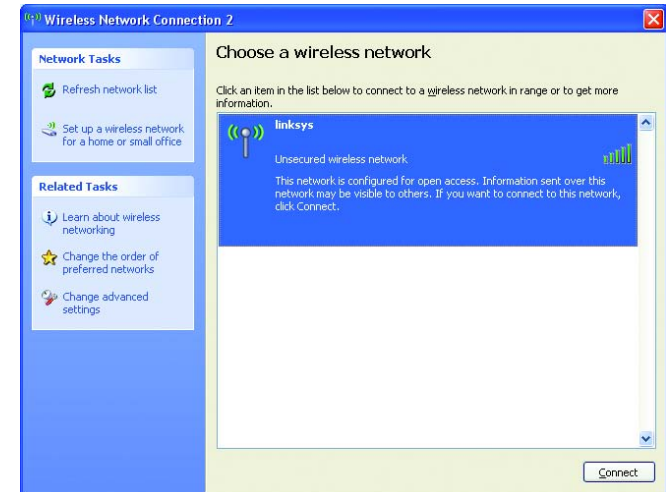 Wireless Network Connection 2
Network Tasks
Refresh network list
Set up a wireless network
for a home or small office
Related Tasks
Learn about wireless
networking
Change the order of
preferred networks
Change advanced
settings
Choose a wireless network
Click an item in the list below to connect to a wireless network in range or to get more
information.
linksys
Unsecured wireless network
This network is configured for open access. Information sent over this
network may be visible to others. If you want to connect to this network,
click Connect.
Connect